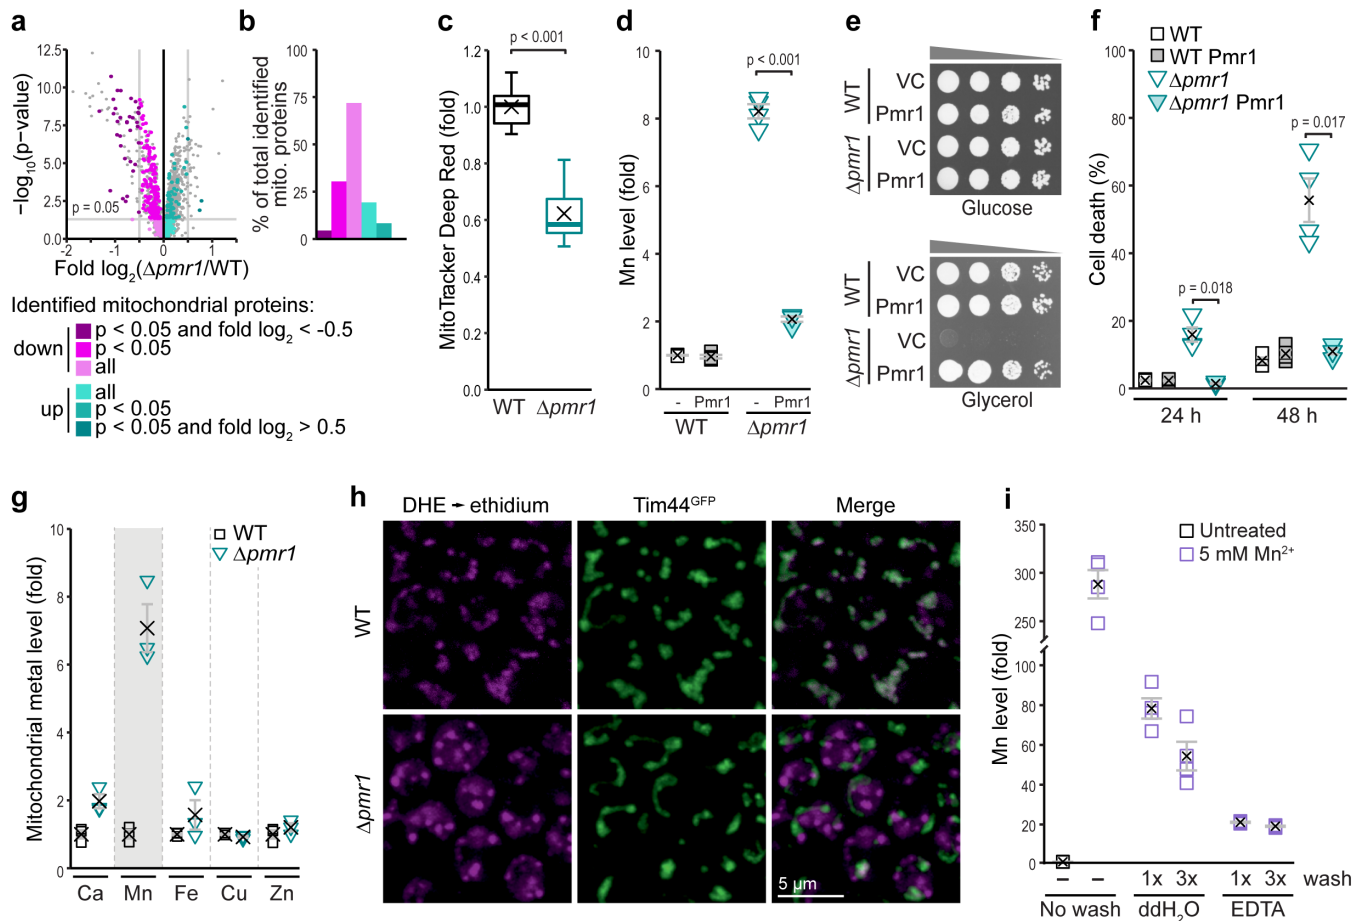 a
12.5
10.0
7.5
5.0
2.5
0.0
−log10(p−value)
p = 0.05
-2
-1
0
1
Fold log2(Δpmr1/WT)
Identified mitochondrial proteins:
down
p < 0.05 and fold log2 < -0.5
p < 0.05
all
up
all
p < 0.05
p < 0.05 and fold log2 > 0.5
b
100
75
50
25
0
% of total identified
mito. proteins
c
p < 0.001
1.2
1.0
0.8
0.6
0.4
0.2
0.0
MitoTracker Deep Red (fold)
WT Δpmr1
d
p < 0.001
10
8
6
4
2
0
Mn level (fold)
- Pmr1 - Pmr1
WT Δpmr1
e
WT
VC
Pmr1
Δpmr1
VC
Pmr1
Glucose
WT
VC
Pmr1
Δpmr1
VC
Pmr1
Glycerol
f
WT
WT Pmr1
Δpmr1
Δpmr1 Pmr1
p = 0.017
p = 0.018
100
80
60
40
20
0
Cell death (%)
24 h 48 h
g
WT
Δpmr1
10
8
6
4
2
0
Mitochondrial metal level (fold)
Ca Mn Fe Cu Zn
h
DHE → ethidium Tim44GFP Merge
WT
Δpmr1
5 µm
i
Untreated
5 mM Mn2+
350
300
250
100
80
60
40
20
0
Mn level (fold)
– – 1x 3x 1x 3x wash
No wash ddH2O EDTA